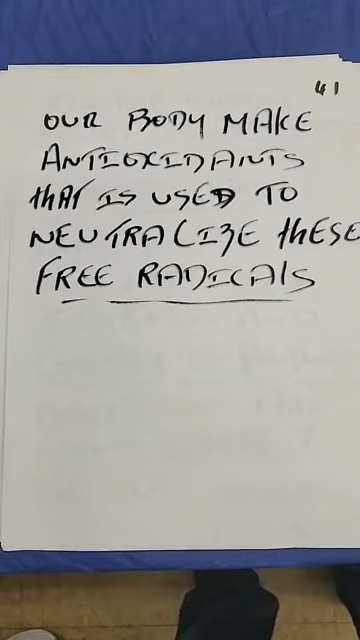 41
OUR BODY MAKE
ANTIOXIDANTS
thAT IS USED TO
NEUTRALIZE thESE
FREE RADICALS